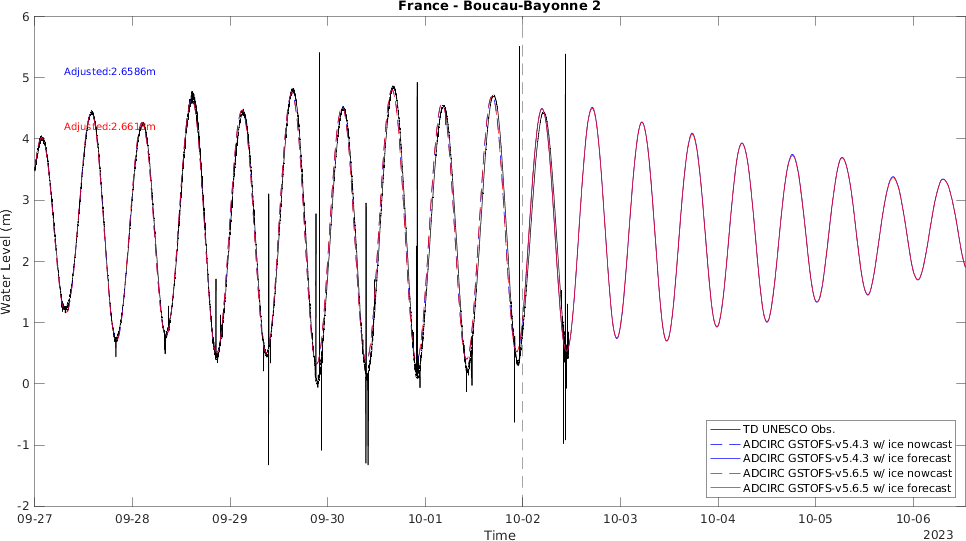 France - Boucau-Bayonne 2
Water Level (m)
6
5
4
3
2
1
0
-1
-2
Adjusted:2.6586m
TD UNESCO Obs.
ADCIRC GSTOFS-v5.4.3 w/ ice nowcast
ADCIRC GSTOFS-v5.4.3 w/ ice forecast
ADCIRC GSTOFS-v5.6.5 w/ ice nowcast
ADCIRC GSTOFS-v5.6.5 w/ ice forecast
09-27 09-28 09-29 09-30 10-01 10-02 10-03 10-04 10-05 10-06
Time
2023